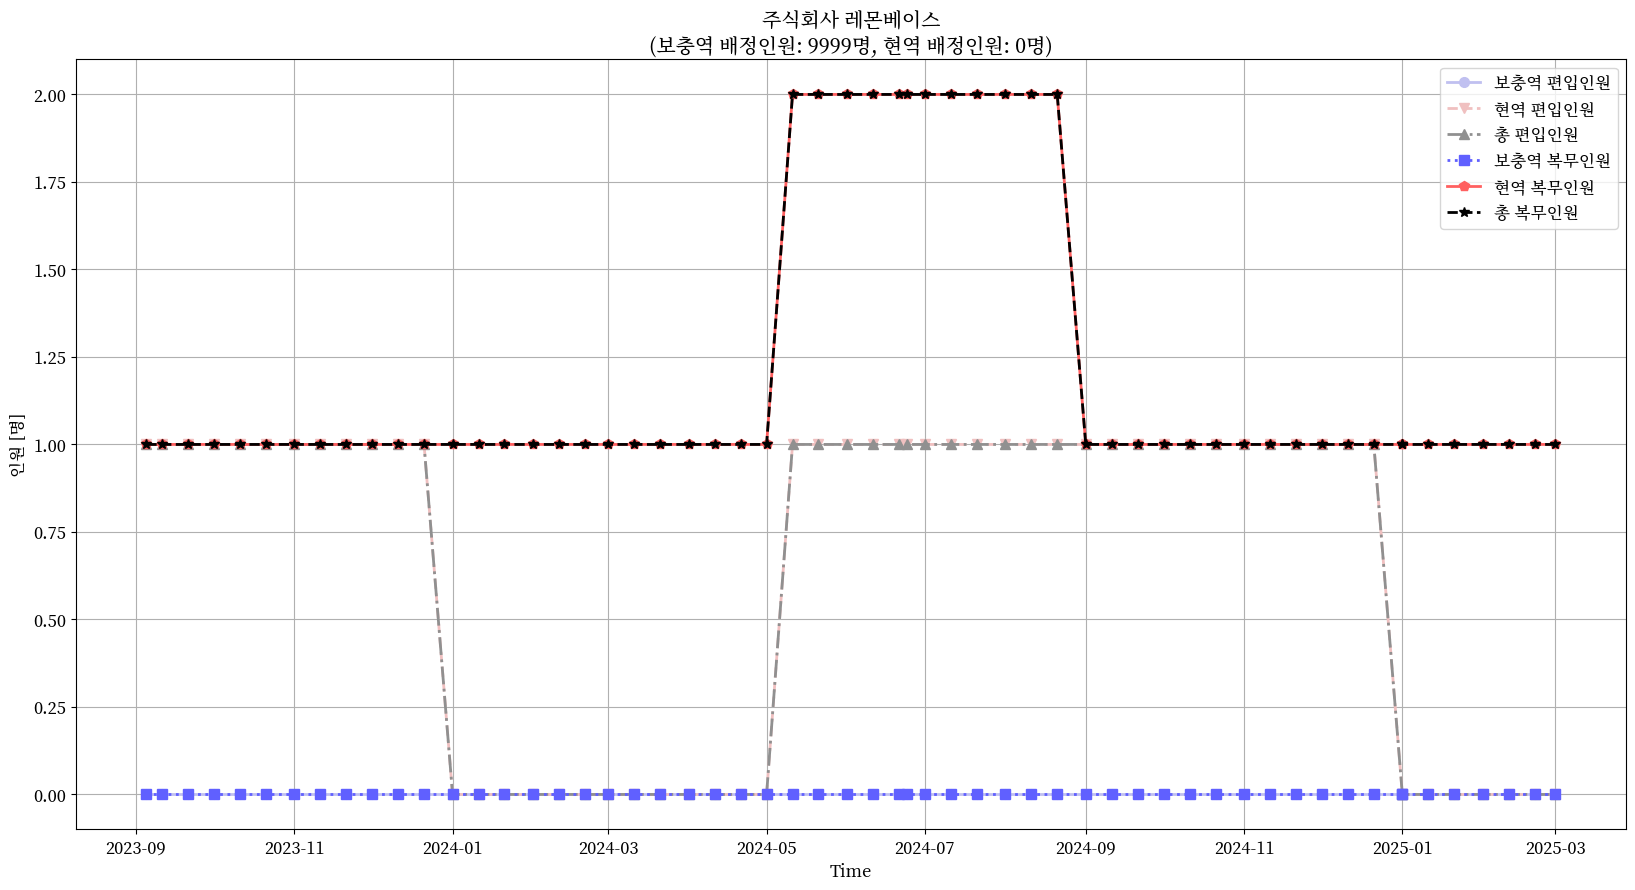 주식회사 레몬베이스
(보충역 배정인원: 9999명, 현역 배정인원: 0명)
보충역 편입인원
현역 편입인원
총 편입인원
보충역 복무인원
현역 복무인원
총 복무인원
인원 [명]
2.00
1.75
1.50
1.25
1.00
0.75
0.50
0.25
0.00
2023-09 2023-11 2024-01 2024-03 2024-05 2024-07 2024-09 2024-11 2025-01 2025-03
Time